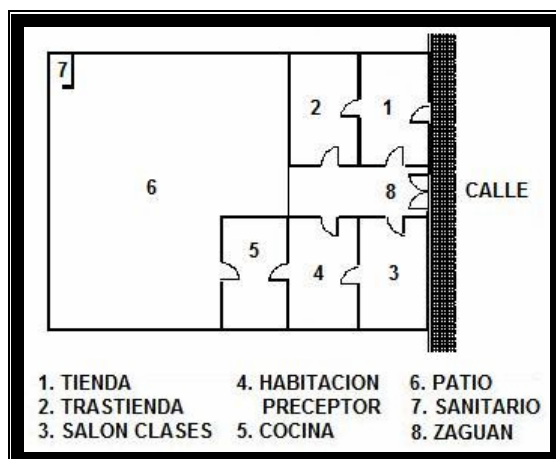 7
2
1
6
8
CALLE
5
4
3
1. TIENDA
2. TRASTIENDA
3. SALON CLASES
4. HABITACION
PRECEPTOR
5. COCINA
6. PATIO
7. SANITARIO
8. ZAGUAN